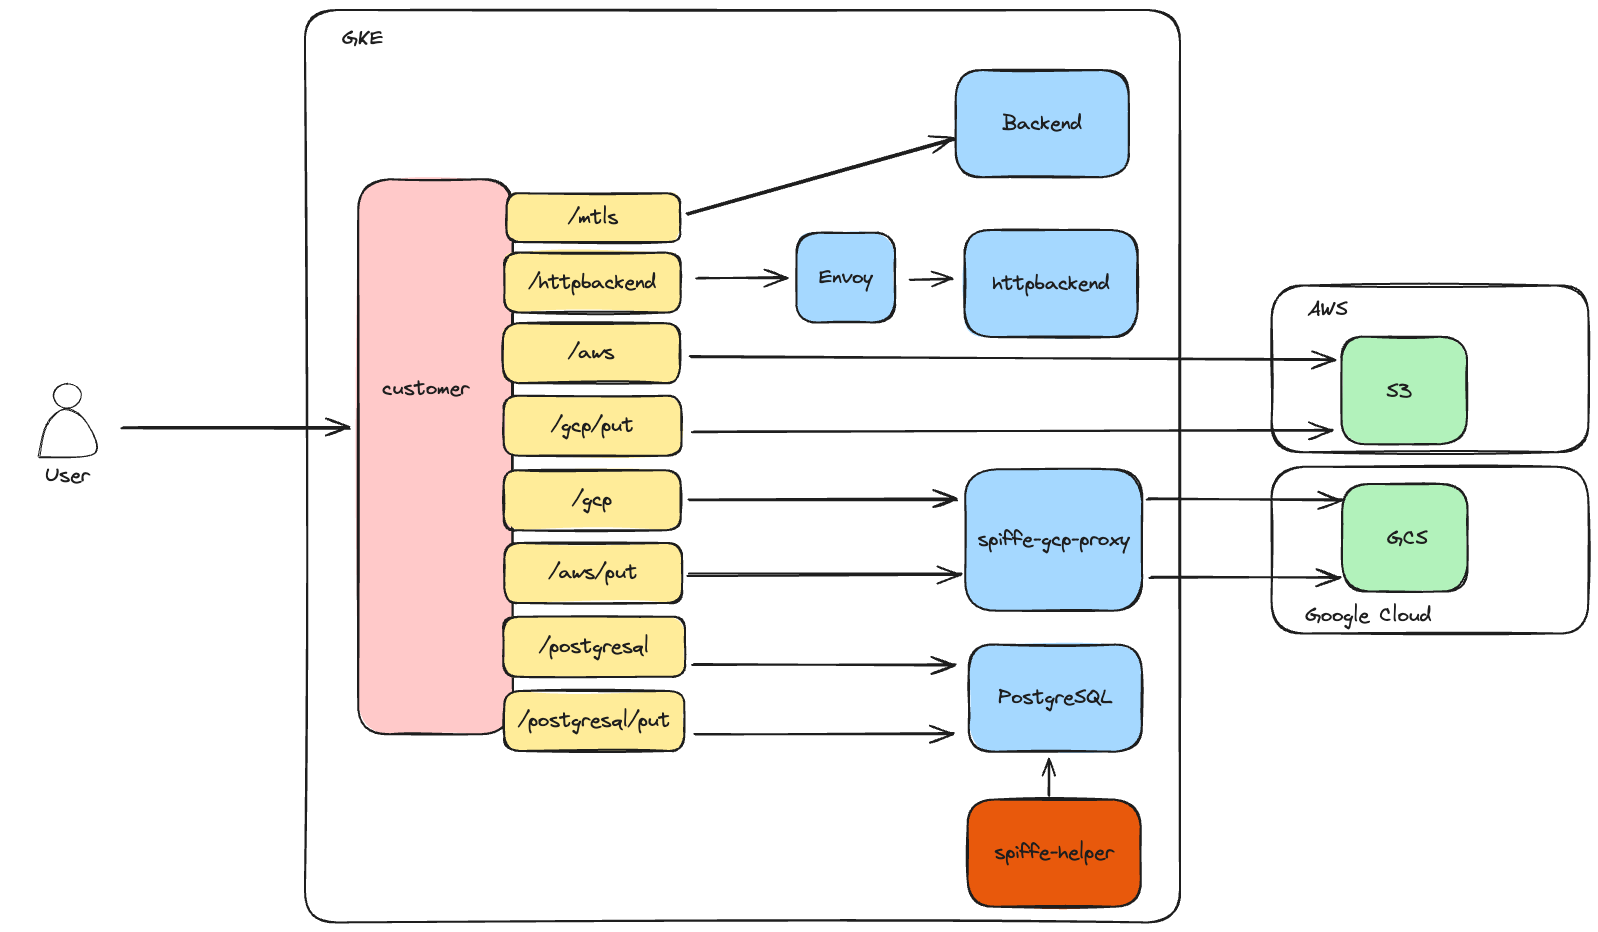 GKE
Backend
/mtls
/httpbackend
Envoy
httpbackend
AWS
/aws
customer
S3
/gcp/put
User
/gcp
spiffe-gcp-proxy
GCS
/aws/put
Google Cloud
/postgresql
PostgreSQL
/postgresql/put
spiffe-helper